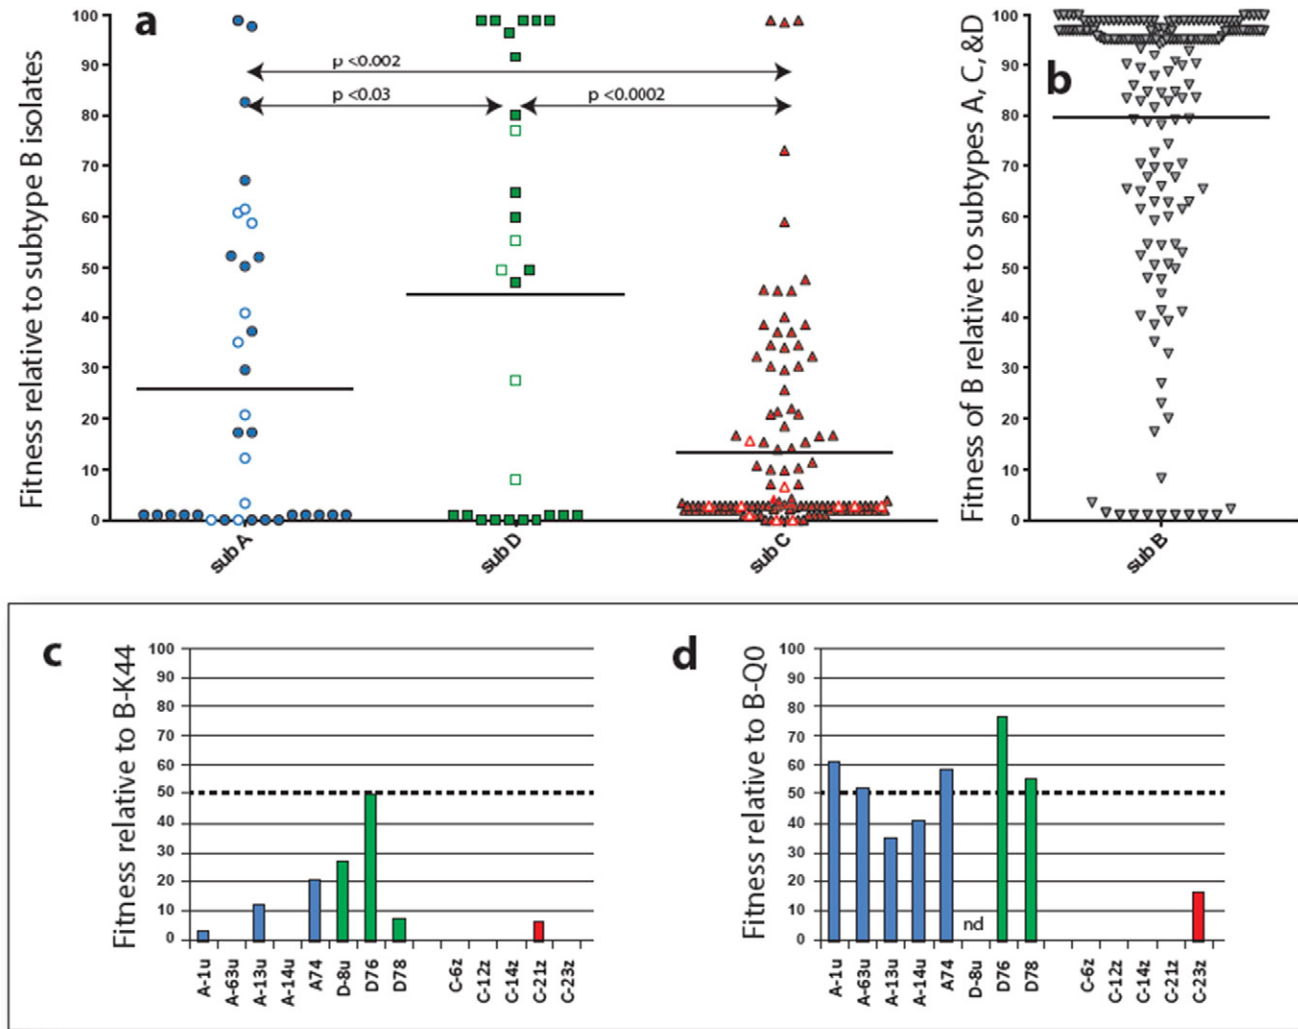 a
Fitness relative to subtype B isolates
100
90
80
70
60
50
40
30
20
10
0
p <0.002
p <0.03
p <0.0002
sub A
sub D
sub C
b
Fitness of B relative to subtypes A, C, &D
100
90
80
70
60
50
40
30
20
10
0
sub B
c
Fitness relative to B-K44
100
90
80
70
60
50
40
30
20
10
0
A-1u
A-63u
A-13u
A-14u
A74
D-8u
D76
D78
C-6z
C-12z
C-14z
C-21z
C-23z
d
Fitness relative to B-Q0
100
90
80
70
60
50
40
30
20
10
0
nd
A-1u
A-63u
A-13u
A-14u
A74
D-8u
D76
D78
C-6z
C-12z
C-14z
C-21z
C-23z